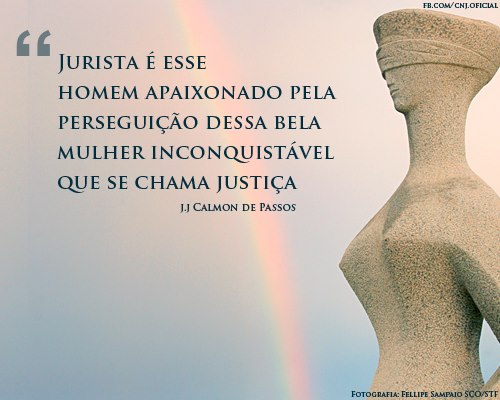 FB.COM/CNJ.OFICIAL
“
JURISTA É ESSE
HOMEM APAIXONADO PELA
PERSEGUIÇÃO DESSA BELA
MULHER INCONQUISTÁVEL
QUE SE CHAMA JUSTIÇA
J.J CALMON DE PASSOS
FOTOGRAFIA: FELLIPE SAMPAIO SCO/STF